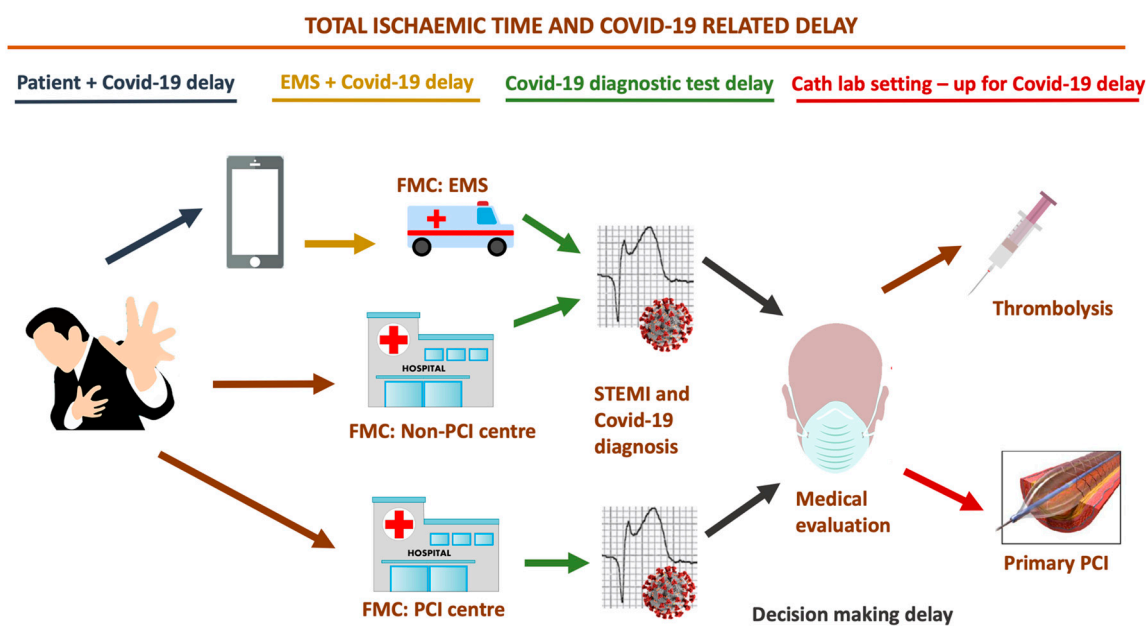 TOTAL ISCHAEMIC TIME AND COVID-19 RELATED DELAY
Patient + Covid-19 delay
EMS + Covid-19 delay
Covid-19 diagnostic test delay
Cath lab setting – up for Covid-19 delay
FMC: EMS
HOSPITAL
FMC: Non-PCI centre
STEMI and
Covid-19
diagnosis
Thrombolysis
HOSPITAL
FMC: PCI centre
Medical
evaluation
Primary PCI
Decision making delay